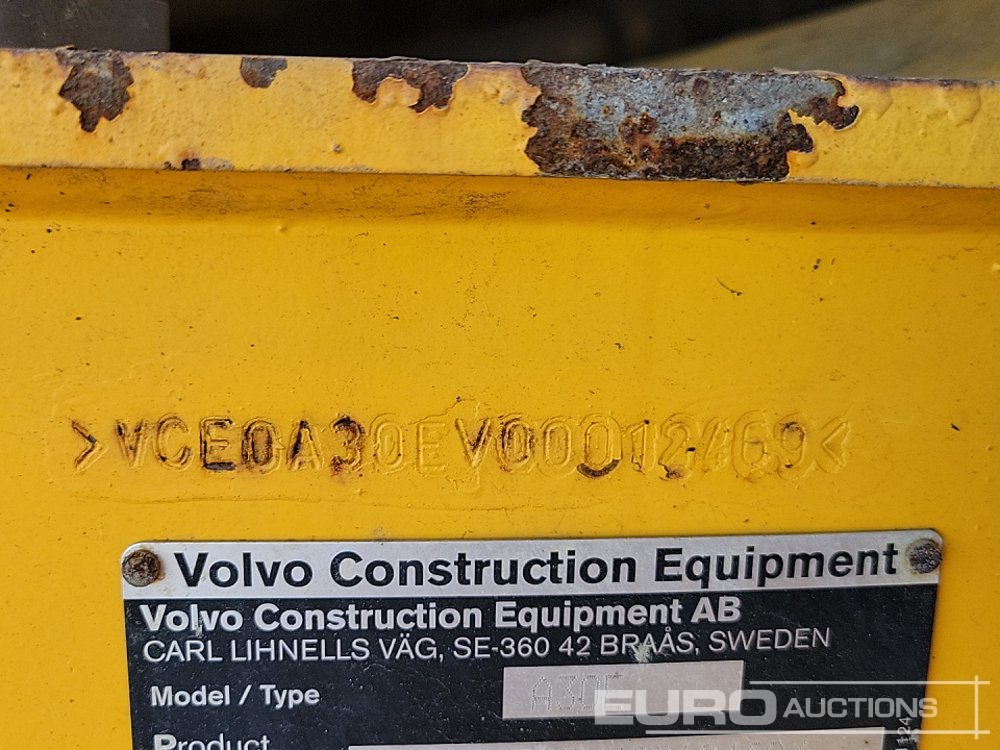 >VCE0A30EV00012469<
Volvo Construction Equipment
Volvo Construction Equipment AB
CARL LIHNELLS VÄG, SE-360 42 BRAÅS, SWEDEN
Model / Type
Product
EURO AUCTIONS